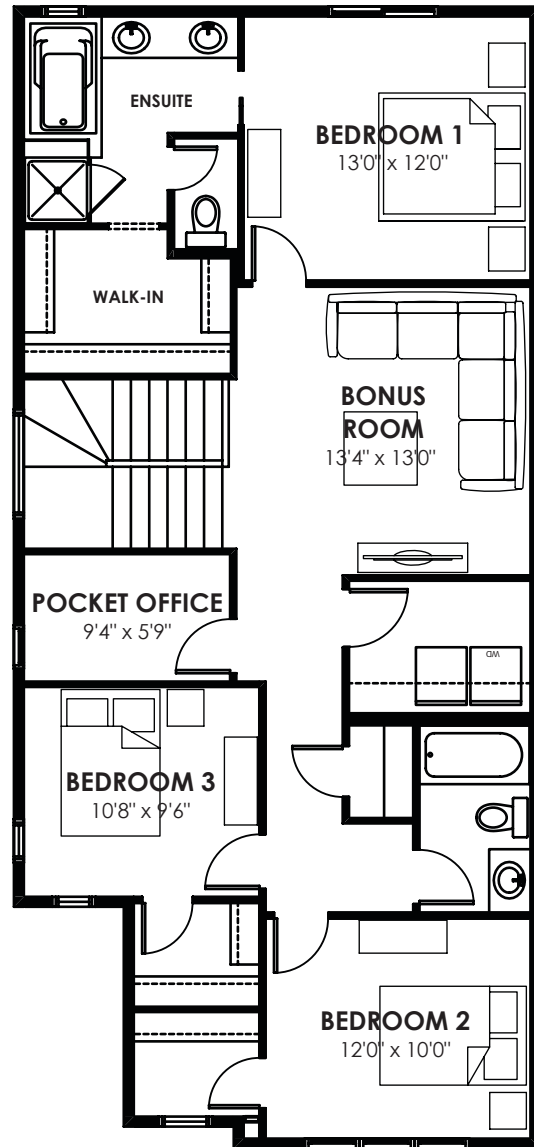 ENSUITE
BEDROOM 1
13'0" x 12'0"
WALK-IN
BONUS
ROOM
13'4" x 13'0"
POCKET OFFICE
9'4" x 5'9"
WD
BEDROOM 3
10'8" x 9'6"
BEDROOM 2
12'0" x 10'0"